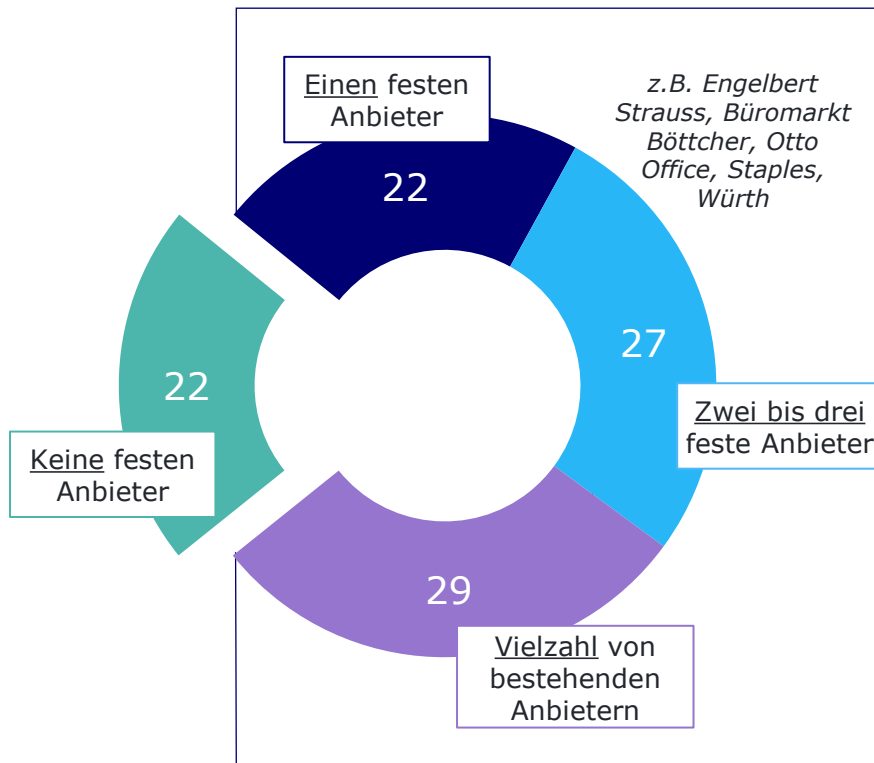 Einen festen
Anbieter
z.B. Engelbert
Strauss, Büromarkt
Böttcher, Otto
Office, Staples,
Würth
22
27
22
Zwei bis drei
feste Anbieter
Keine festen
Anbieter
29
Vielzahl von
bestehenden
Anbietern